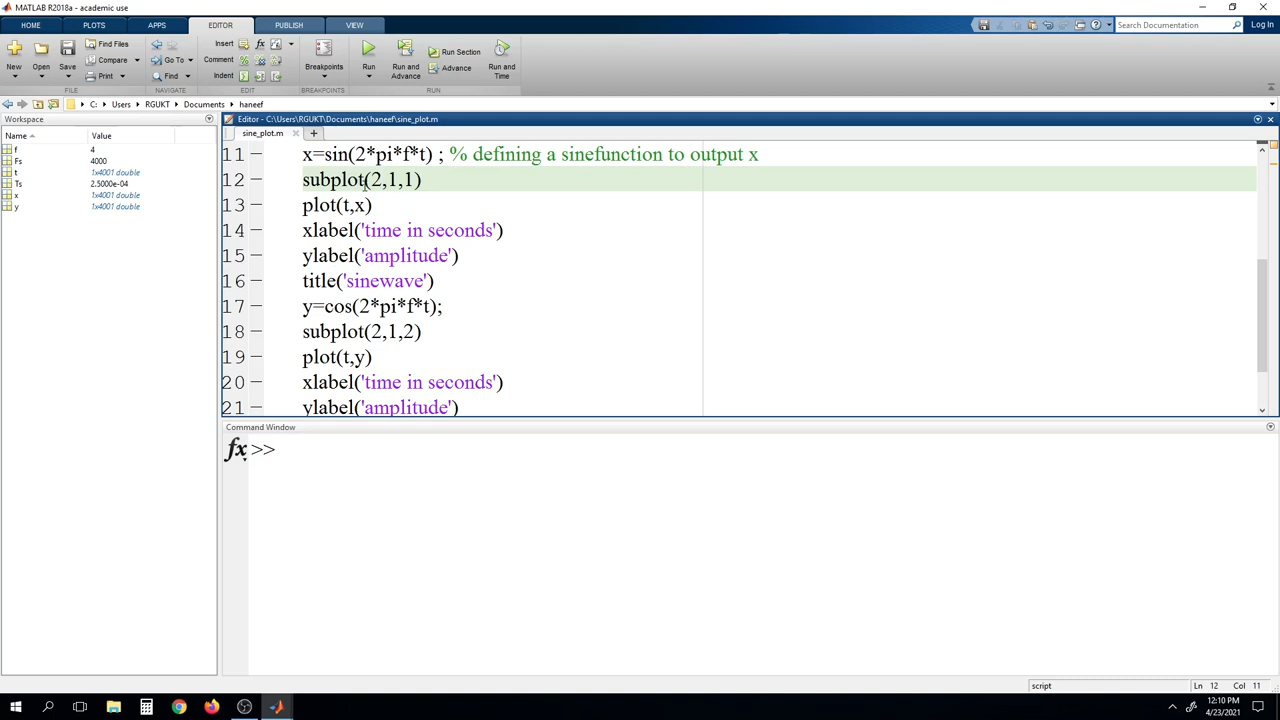 MATLAB R2018a - academic use
HOME PLOTS APPS EDITOR PUBLISH VIEW Search Documentation Log In
New Open Save Find Files Compare Print Go To Find Insert Comment Indent fx Breakpoints Run Run and Advance Run Section Advance Run and Time
FILE NAVIGATE EDIT BREAKPOINTS RUN
C: Users RGUKT Documents haneef
Workspace
Name Value
f 4
Fs 4000
t 1x4001 double
Ts 2.5000e-04
x 1x4001 double
y 1x4001 double
Editor - C:\Users\RGUKT\Documents\haneef\sine_plot.m
sine_plot.m
11 – x=sin(2*pi*f*t) ; % defining a sinefunction to output x
12 – subplot(2,1,1)
13 – plot(t,x)
14 – xlabel('time in seconds')
15 – ylabel('amplitude')
16 – title('sinewave')
17 – y=cos(2*pi*f*t);
18 – subplot(2,1,2)
19 – plot(t,y)
20 – xlabel('time in seconds')
21 – ylabel('amplitude')
Command Window
fx >>
script Ln 12 Col 11
12:10 PM
4/23/2021